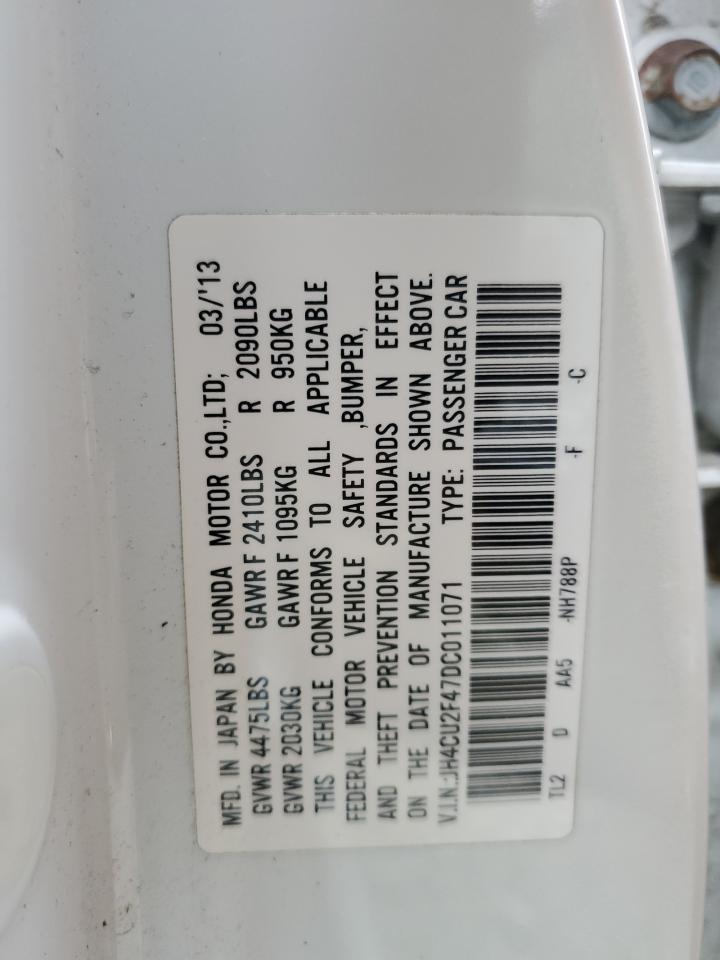 MFD. IN JAPAN BY HONDA MOTOR CO.,LTD; 03/'13
GVWR 4475LBS GAWR F 2410LBS R 2090LBS
GVWR 2030KG GAWR F 1095KG R 950KG
THIS VEHICLE CONFORMS TO ALL APPLICABLE
FEDERAL MOTOR VEHICLE SAFETY ,BUMPER,
AND THEFT PREVENTION STANDARDS IN EFFECT
ON THE DATE OF MANUFACTURE SHOWN ABOVE.
V.I.N.:JH4CU2F47DC011071 TYPE: PASSENGER CAR
TL2 D AA5 -NH788P -F -C